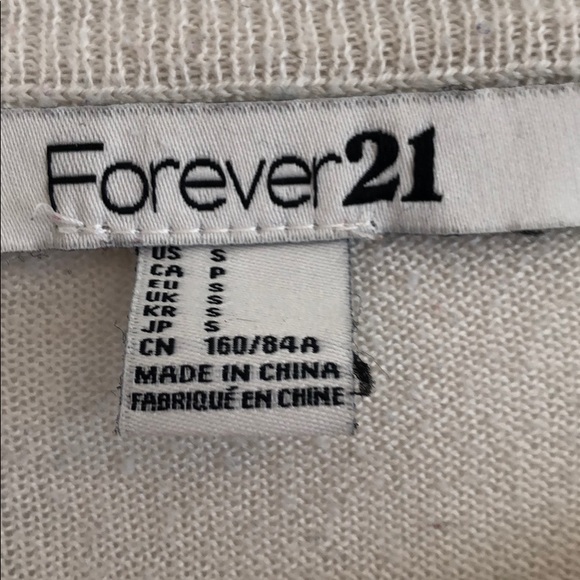 Forever21
US S
CA P
EU S
UK S
KR S
JP S
CN 160/84A
MADE IN CHINA
FABRIQUÉ EN CHINE